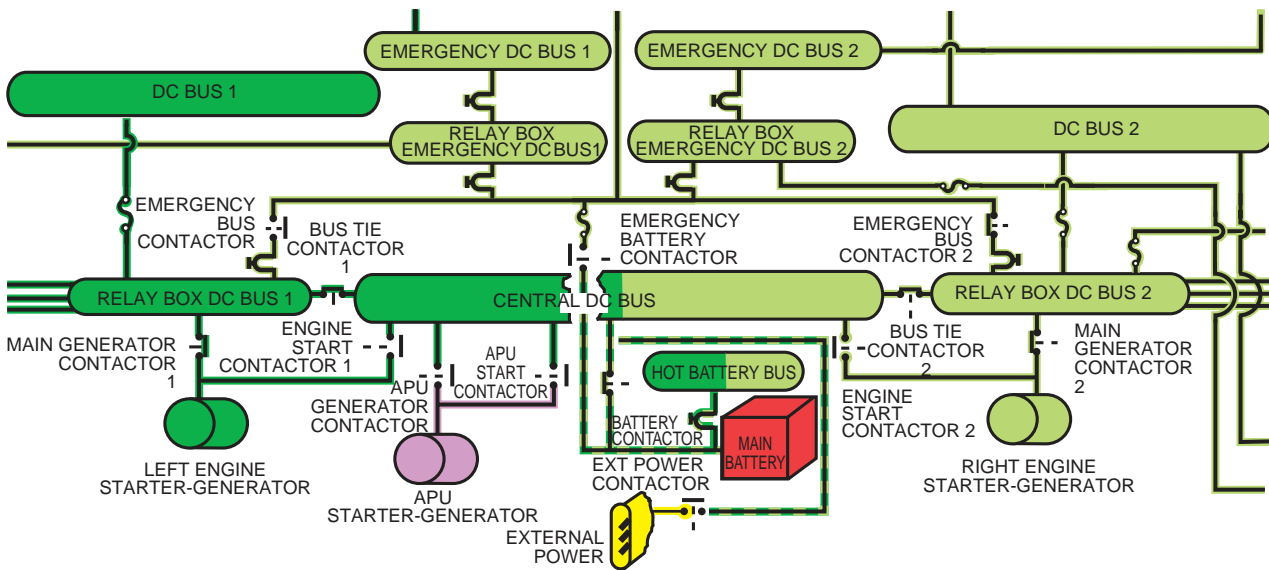 EMERGENCY DC BUS 1
EMERGENCY DC BUS 2
DC BUS 1
RELAY BOX
EMERGENCY DC BUS1
RELAY BOX
EMERGENCY DC BUS 2
DC BUS 2
EMERGENCY
BUS
CONTACTOR
BUS TIE
CONTACTOR
1
EMERGENCY
BATTERY
CONTACTOR
EMERGENCY
BUS
CONTACTOR 2
RELAY BOX DC BUS 1
CENTRAL DC BUS
RELAY BOX DC BUS 2
MAIN GENERATOR
CONTACTOR
1
ENGINE
START
CONTACTOR 1
APU
START
CONTACTOR
APU
GENERATOR
CONTACTOR
HOT BATTERY BUS
BATTERY
CONTACTOR
MAIN
BATTERY
BUS TIE
CONTACTOR
2
MAIN
GENERATOR
CONTACTOR
2
ENGINE
START
CONTACTOR 2
LEFT ENGINE
STARTER-GENERATOR
APU
STARTER-GENERATOR
EXT POWER
CONTACTOR
EXTERNAL
POWER
RIGHT ENGINE
STARTER-GENERATOR